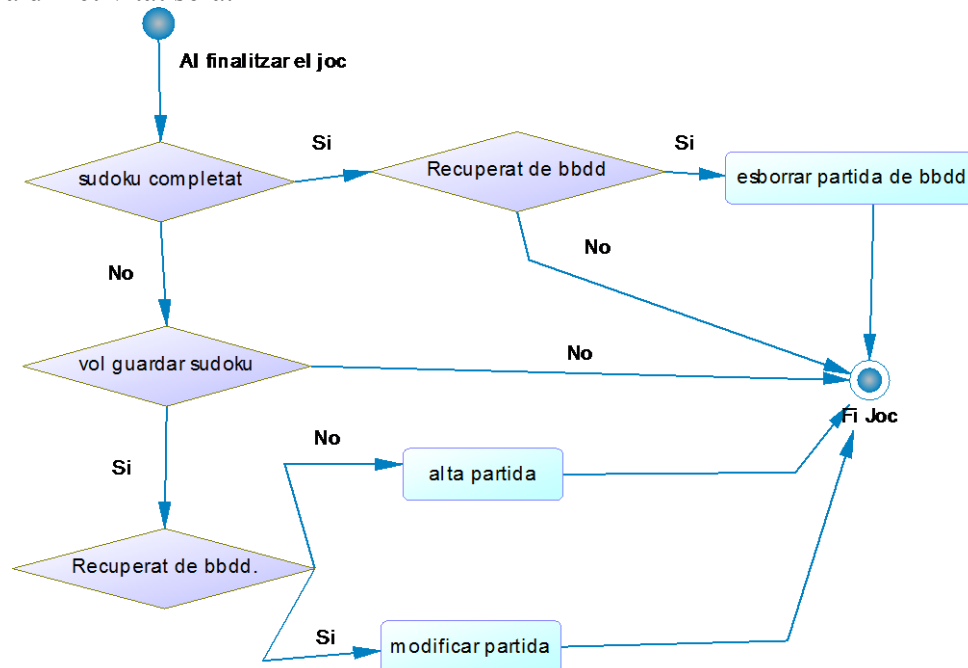 Al finalitzar el joc
Si
Si
sudoku completat
Recuperat de bbdd
esborrar partida de bbdd
No
No
vol guardar sudoku
No
Fi Joc
No
Si
alta partida
Recuperat de bbdd.
Si
modificar partida